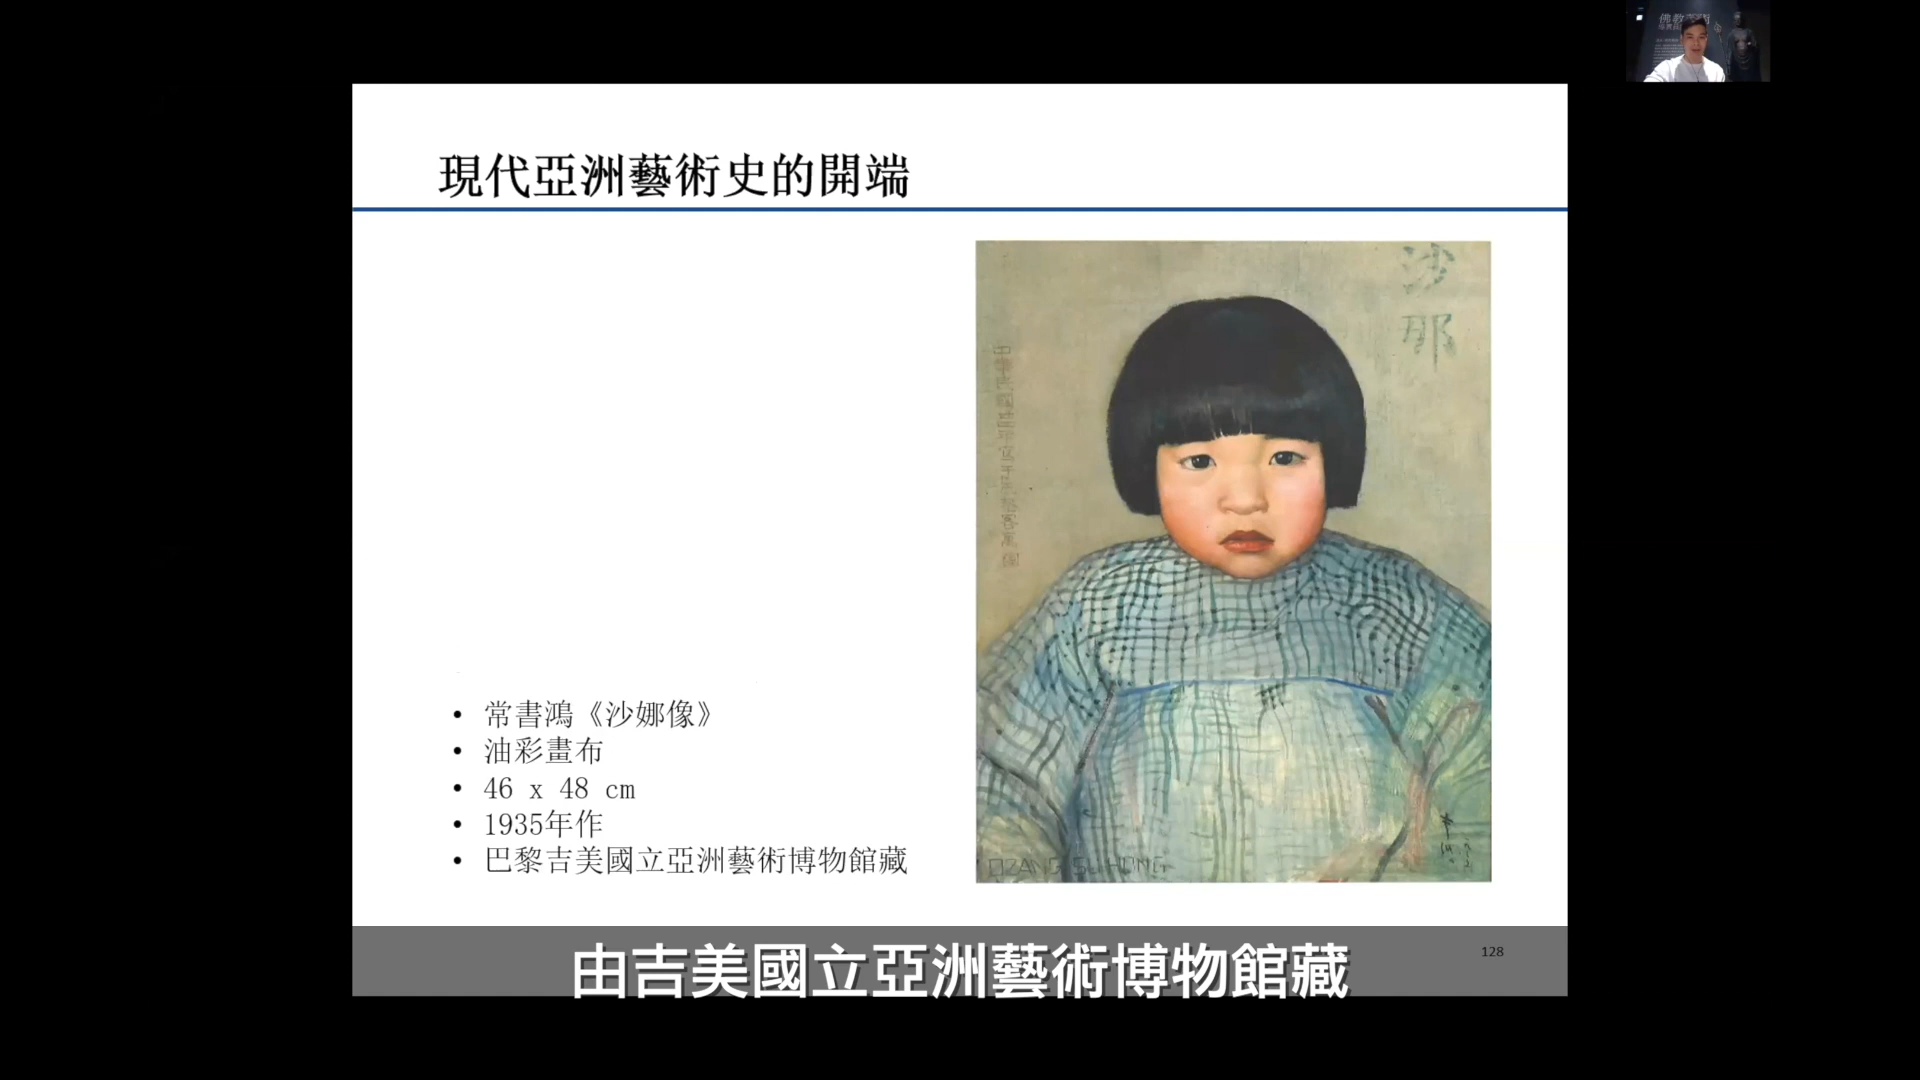 現代亞洲藝術史的開端
沙
那
• 常書鴻《沙娜像》
• 油彩畫布
• 46 x 48 cm
• 1935年作
• 巴黎吉美國立亞洲藝術博物館藏
128
由吉美國立亞洲藝術博物館藏